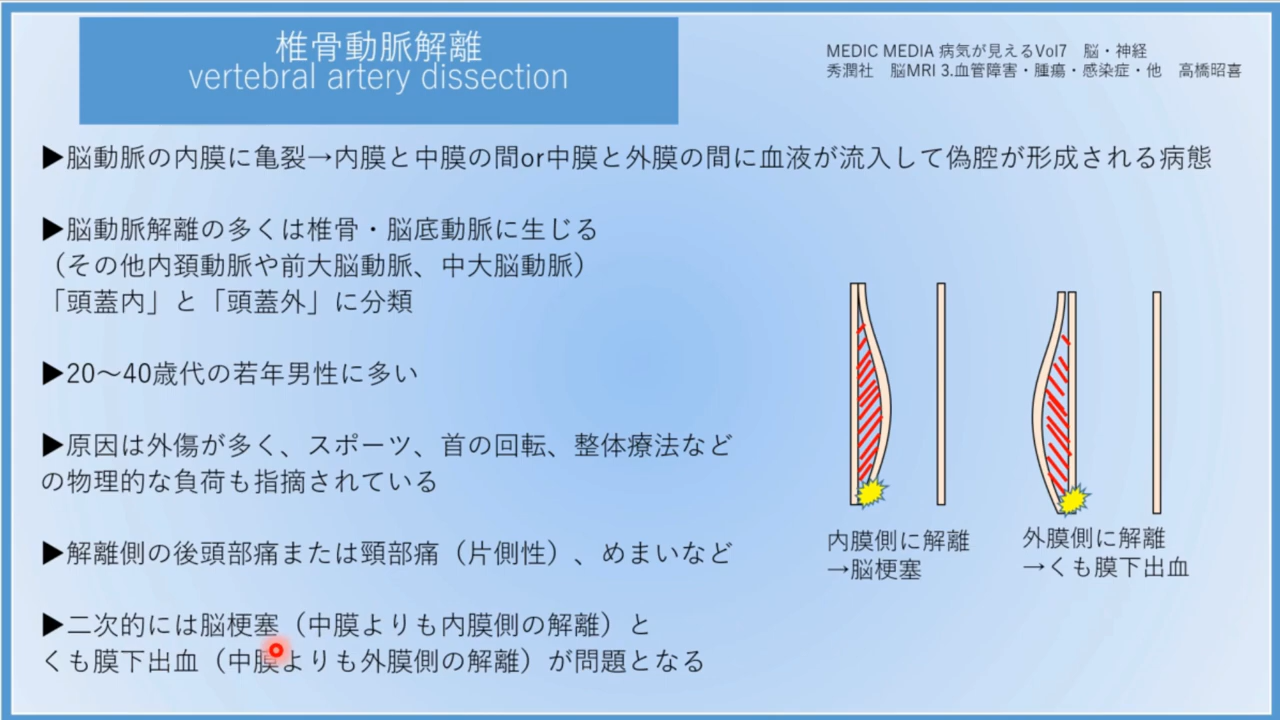 椎骨動脈解離
vertebral artery dissection
MEDIC MEDIA 病気が見えるVol7　脳・神経
秀潤社　脳MRI 3.血管障害・腫瘍・感染症・他　高橋昭喜
▶脳動脈の内膜に亀裂→内膜と中膜の間or中膜と外膜の間に血液が流入して偽腔が形成される病態
▶脳動脈解離の多くは椎骨・脳底動脈に生じる
（その他内頚動脈や前大脳動脈、中大脳動脈）
「頭蓋内」と「頭蓋外」に分類
▶20～40歳代の若年男性に多い
▶原因は外傷が多く、スポーツ、首の回転、整体療法など
の物理的な負荷も指摘されている
▶解離側の後頭部痛または頸部痛（片側性）、めまいなど
▶二次的には脳梗塞（中膜よりも内膜側の解離）と
くも膜下出血（中膜よりも外膜側の解離）が問題となる
内膜側に解離
→脳梗塞
外膜側に解離
→くも膜下出血